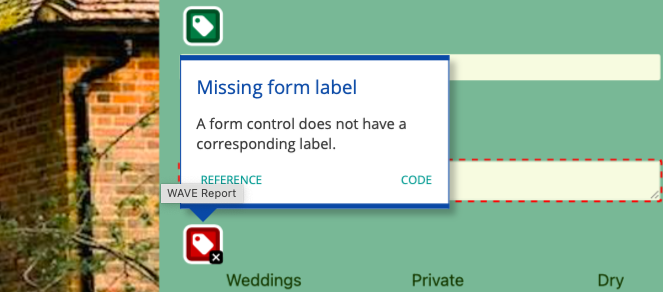 Missing form label
A form control does not have a
corresponding label.
REFERENCE CODE
WAVE Report
Weddings Private Dry